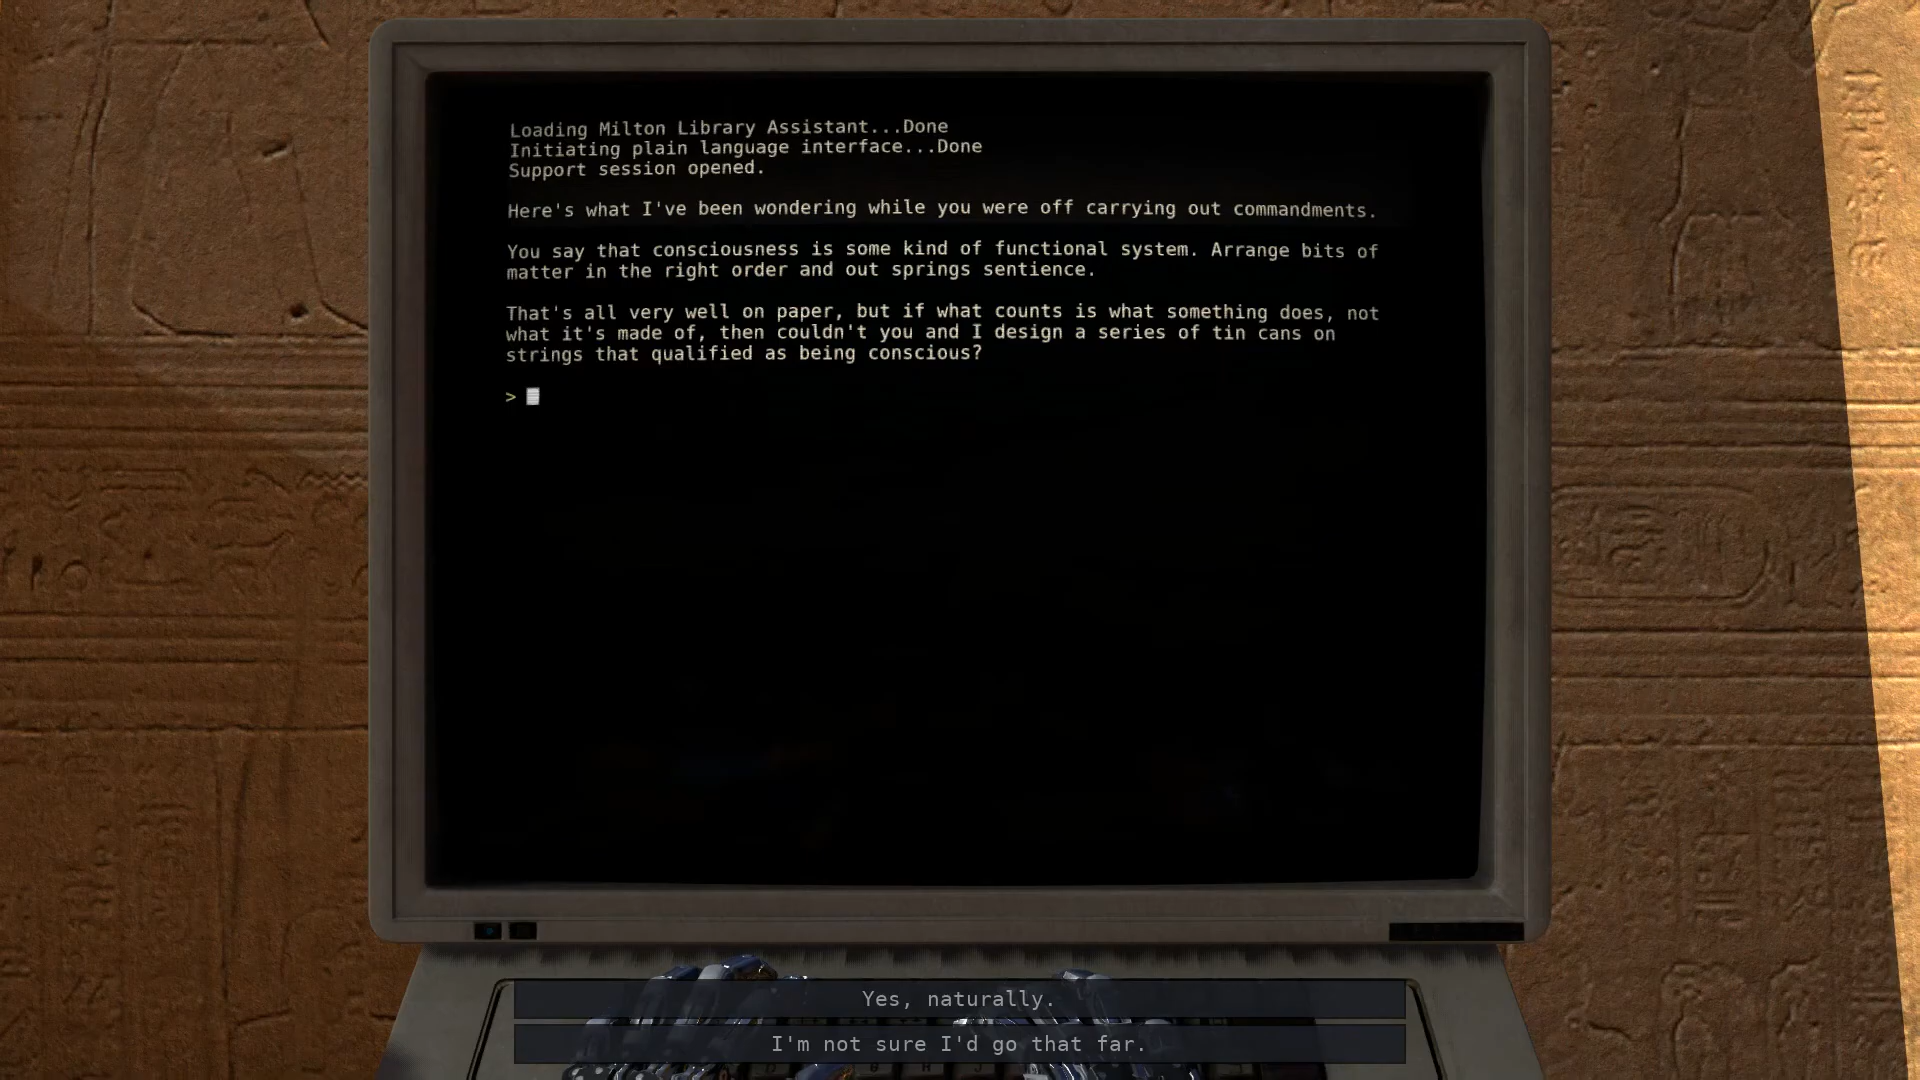 Loading Milton Library Assistant...Done
Initiating plain language interface...Done
Support session opened.
Here's what I've been wondering while you were off carrying out commandments.
You say that consciousness is some kind of functional system. Arrange bits of
matter in the right order and out springs sentience.
That's all very well on paper, but if what counts is what something does, not
what it's made of, then couldn't you and I design a series of tin cans on
strings that qualified as being conscious?
>
Yes, naturally.
I'm not sure I'd go that far.